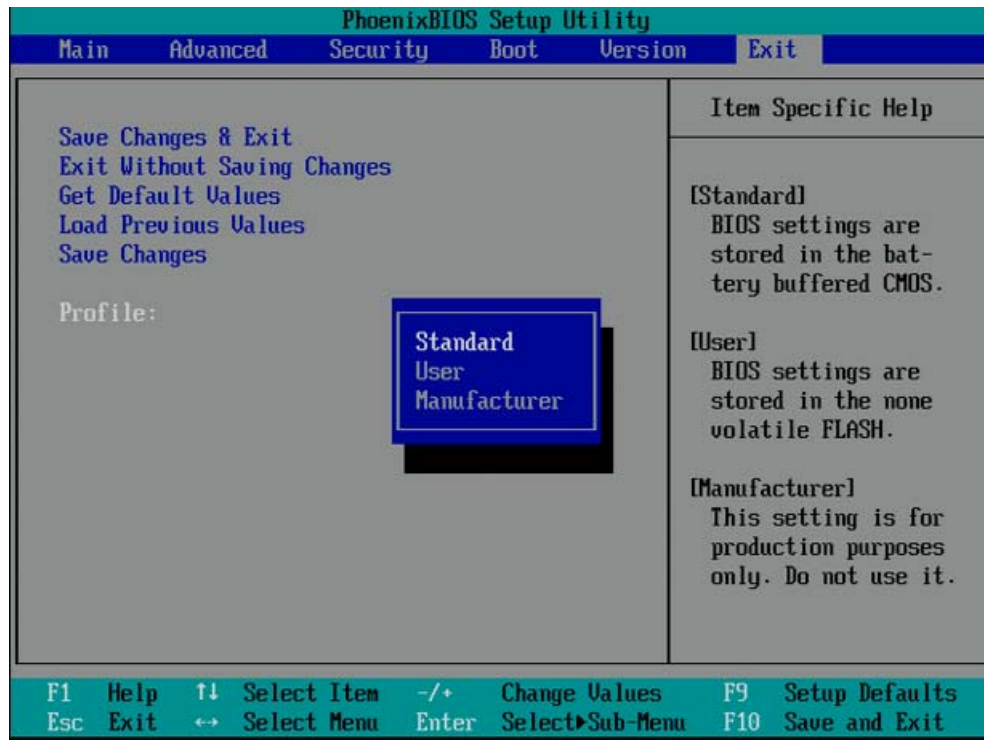 PhoenixBIOS Setup Utility
Main Advanced Security Boot Version Exit
Save Changes & Exit
Exit Without Saving Changes
Get Default Values
Load Previous Values
Save Changes
Profile:
Standard
User
Manufacturer
Item Specific Help
[Standard]
BIOS settings are
stored in the bat-
tery buffered CMOS.
[User]
BIOS settings are
stored in the none
volatile FLASH.
[Manufacturer]
This setting is for
production purposes
only. Do not use it.
F1 Help ↑↓ Select Item -/+ Change Values F9 Setup Defaults
Esc Exit ↔ Select Menu Enter Select▶Sub-Menu F10 Save and Exit